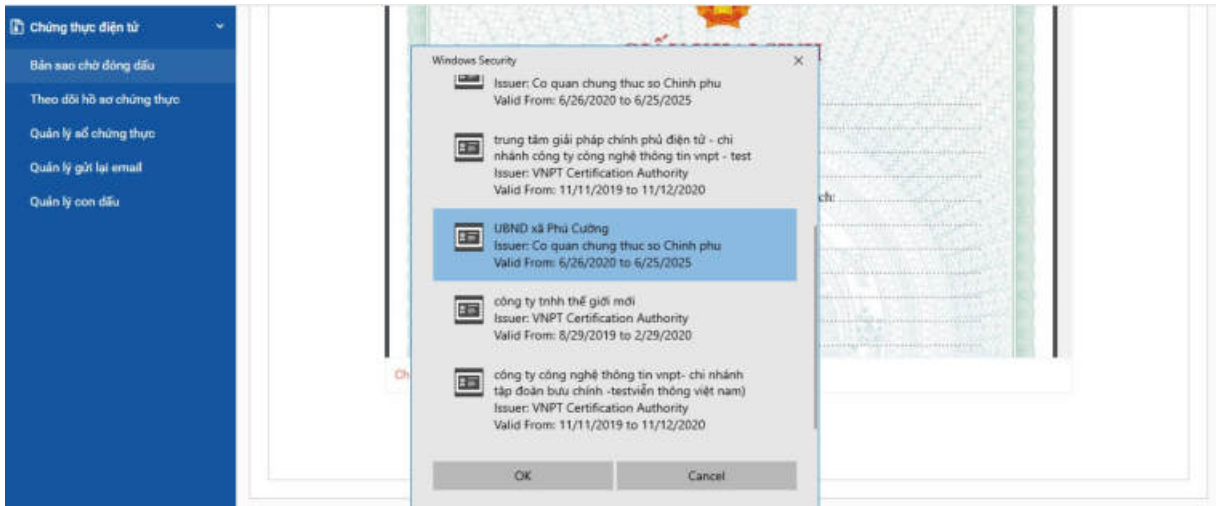 Chứng thực điện tử
Bản sao chờ đóng dấu
Theo dõi hồ sơ chứng thực
Quản lý sổ chứng thực
Quản lý gửi lại email
Quản lý con dấu
Windows Security
Issuer: Co quan chung thuc so Chinh phu
Valid From: 6/26/2020 to 6/25/2025
trung tâm giải pháp chính phủ điện tử - chi
nhánh công ty công nghệ thông tin vnpt - test
Issuer: VNPT Certification Authority
Valid From: 11/11/2019 to 11/12/2020
UBND xã Phú Cường
Issuer: Co quan chung thuc so Chinh phu
Valid From: 6/26/2020 to 6/25/2025
công ty tnhh thế giới mới
Issuer: VNPT Certification Authority
Valid From: 8/29/2019 to 2/29/2020
công ty công nghệ thông tin vnpt- chi nhánh
tập đoàn bưu chính -testviễn thông việt nam)
Issuer: VNPT Certification Authority
Valid From: 11/11/2019 to 11/12/2020
OK
Cancel
ch:
Ch